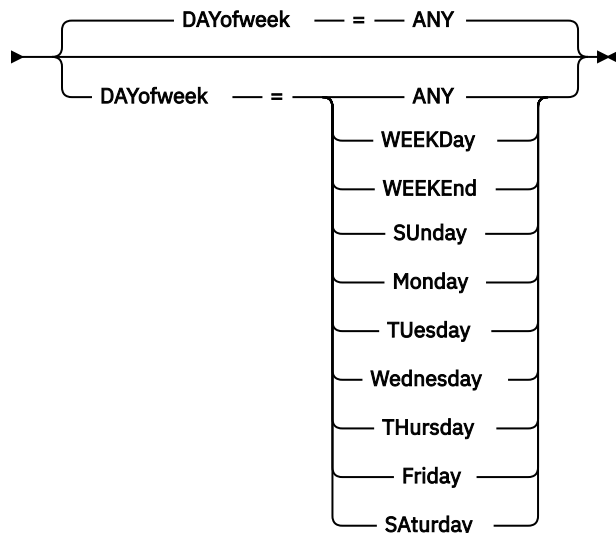 DAYofweek = ANY
DAYofweek = ANY
WEEKDay
WEEKEnd
SUnday
Monday
TUesday
Wednesday
THursday
Friday
SAturday